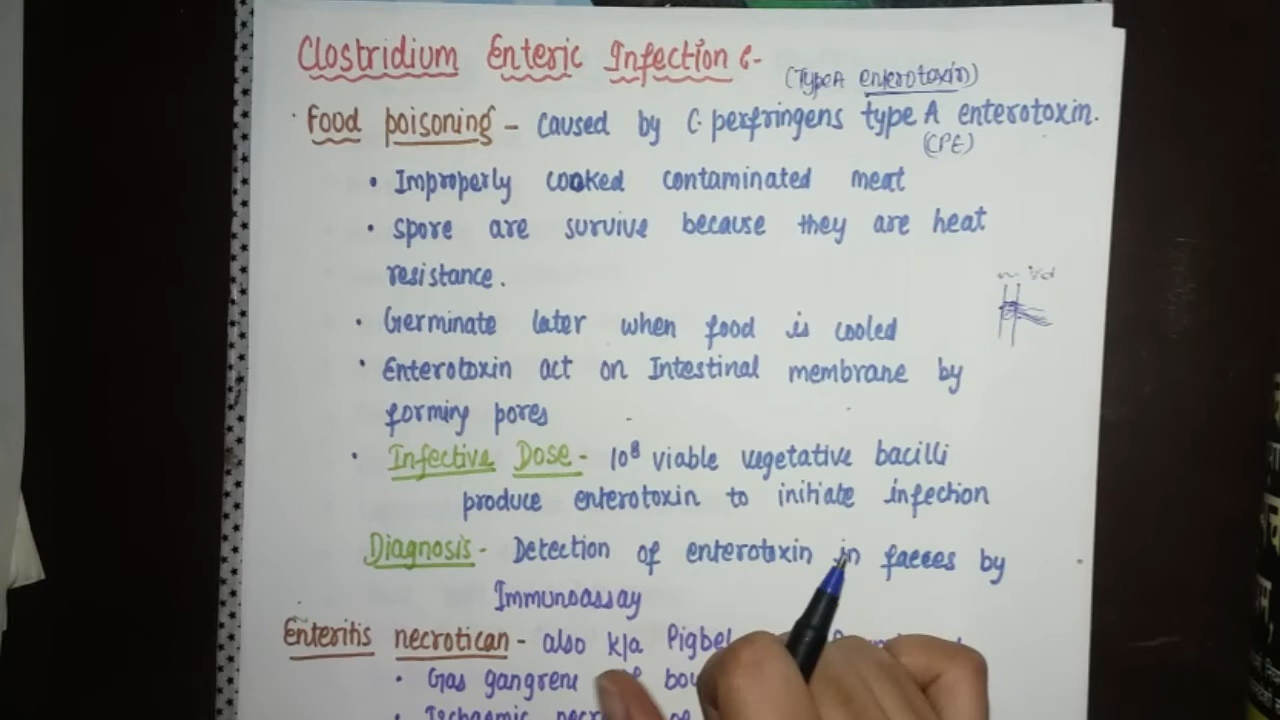 Clostridium Enteric Infection :-
(Type A enterotoxin)
· Food poisoning - caused by C. perfringens type A enterotoxin.
(CPE)
• Improperly cooked contaminated meat
• spore are survive because they are heat
resistance.
• Germinate later when food is cooled
• Enterotoxin act on Intestinal membrane by
forming pores
• Infective Dose - 10⁸ viable vegetative bacilli
produce enterotoxin to initiate infection
Diagnosis - Detection of enterotoxin in faeces by
Immunoassay
Enteritis necrotican - also k/a Pigbel
• Gas gangrene
• Ischaemic